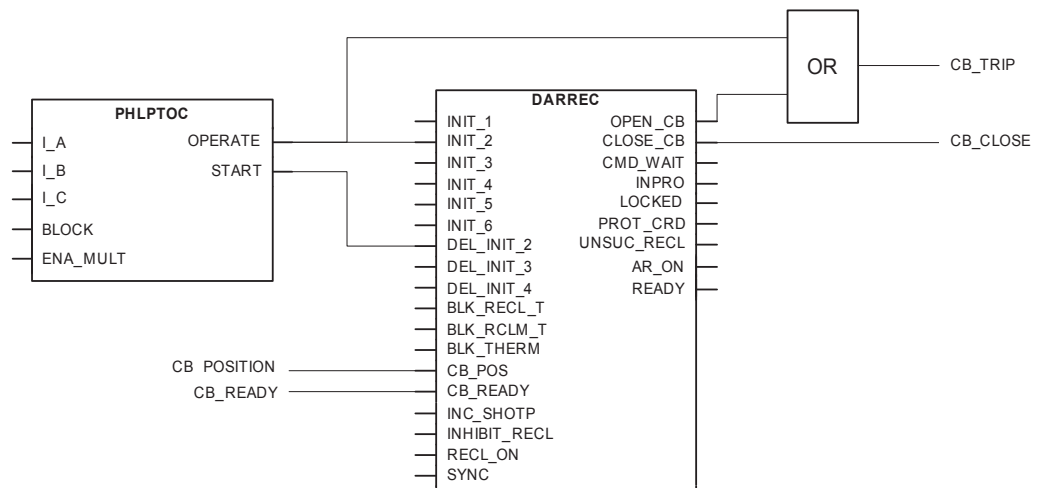 OR
CB_TRIP
PHLPTOC
I_A
I_B
I_C
BLOCK
ENA_MULT
OPERATE
START
DARREC
INIT_1
INIT_2
INIT_3
INIT_4
INIT_5
INIT_6
DEL_INIT_2
DEL_INIT_3
DEL_INIT_4
BLK_RECL_T
BLK_RCLM_T
BLK_THERM
CB_POS
CB_READY
INC_SHOTP
INHIBIT_RECL
RECL_ON
SYNC
OPEN_CB
CLOSE_CB
CMD_WAIT
INPRO
LOCKED
PROT_CRD
UNSUC_RECL
AR_ON
READY
CB_CLOSE
CB_POSITION
CB_READY